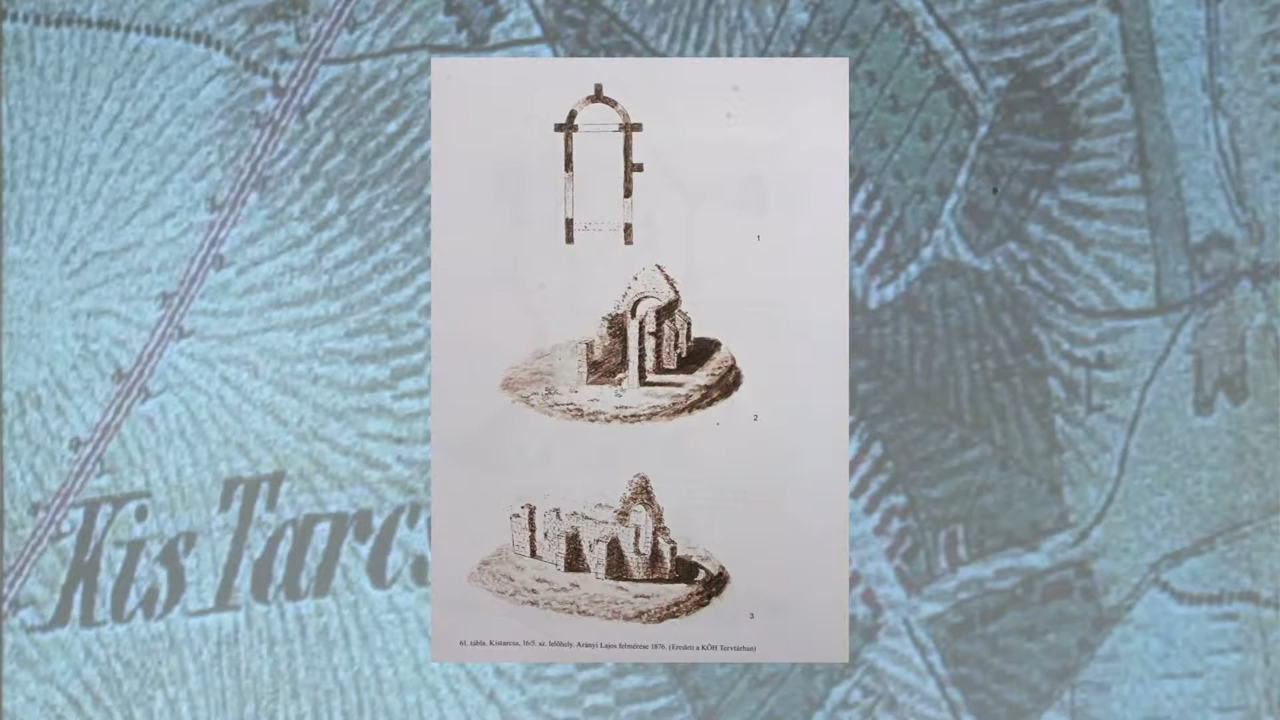 1
2
3
Kis Tarcs
61. tábla. Kistarcsa, 16/5. sz. lelőhely. Arányi Lajos felmérése 1876. (Eredeti a KÖH Tervtárban)